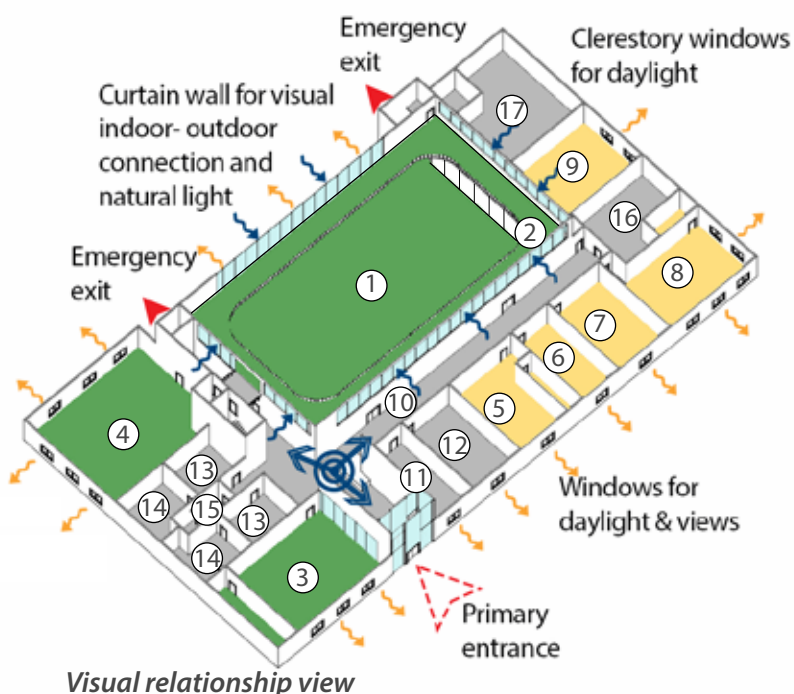 Emergency
exit
Clerestory windows
for daylight
Curtain wall for visual
indoor- outdoor
connection and
natural light
Emergency
exit
17
9
16
2
8
1
7
6
10
5
4
12
13
11
14
15
13
14
3
Windows for
daylight & views
Primary
entrance
Visual relationship view